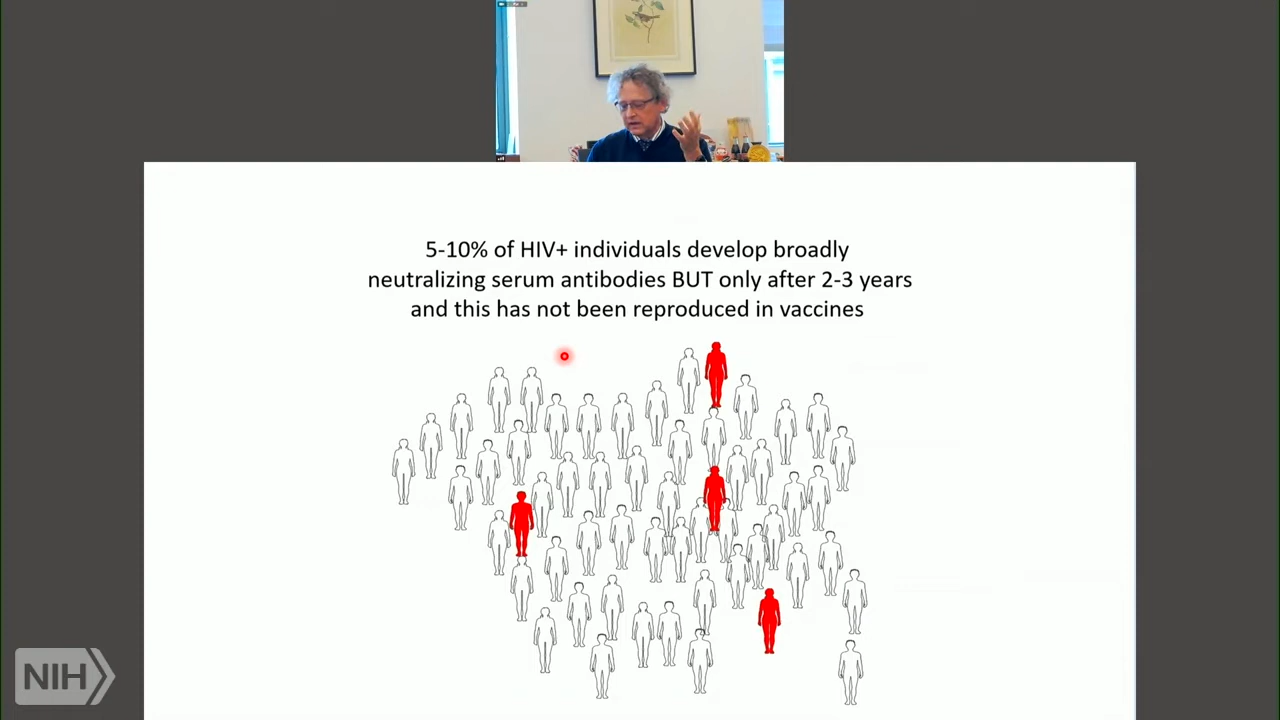 5-10% of HIV+ individuals develop broadly
neutralizing serum antibodies BUT only after 2-3 years
and this has not been reproduced in vaccines
NIH